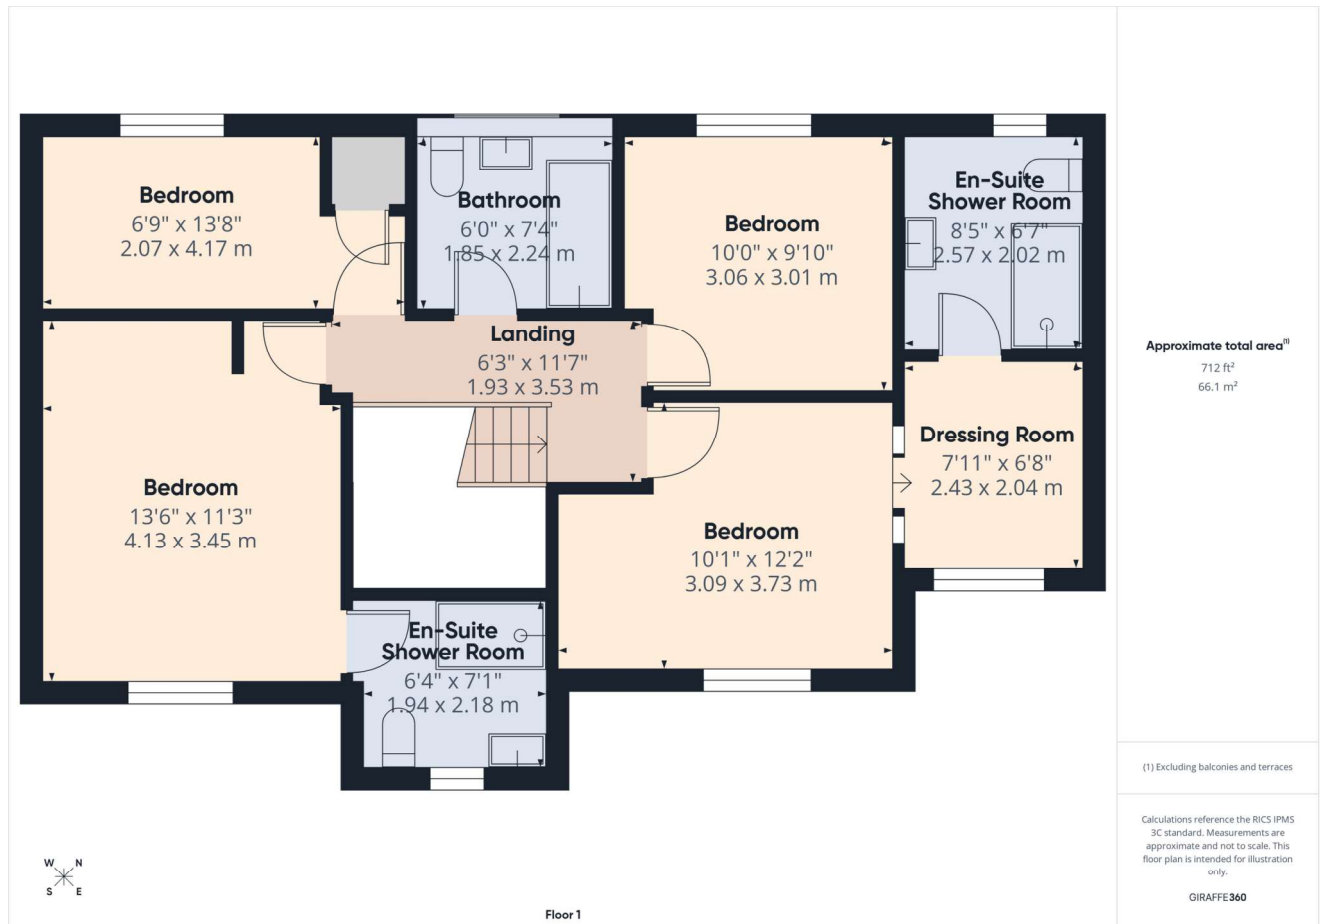 Bedroom
6'9" x 13'8"
2.07 x 4.17 m
Bathroom
6'0" x 7'4"
1.85 x 2.24 m
Bedroom
10'0" x 9'10"
3.06 x 3.01 m
En-Suite
Shower Room
8'5" x 6'7"
2.57 x 2.02 m
Landing
6'3" x 11'7"
1.93 x 3.53 m
Dressing Room
7'11" x 6'8"
2.43 x 2.04 m
Bedroom
13'6" x 11'3"
4.13 x 3.45 m
Bedroom
10'1" x 12'2"
3.09 x 3.73 m
En-Suite
Shower Room
6'4" x 7'1"
1.94 x 2.18 m
W N
S E
Floor 1
Approximate total area(1)
712 ft²
66.1 m²
(1) Excluding balconies and terraces
Calculations reference the RICS IPMS
3C standard. Measurements are
approximate and not to scale. This
floor plan is intended for illustration
only.
GIRAFFE360